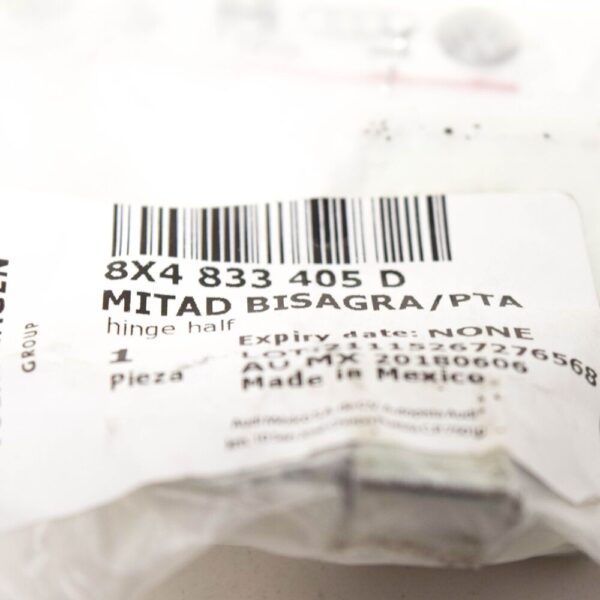 8X4 833 405 D
MITAD BISAGRA/PTA
hinge half
Expiry date: NONE
1
LOT:21115267276568
Pieza
AU MX 20180606
Made in Mexico
GROUP